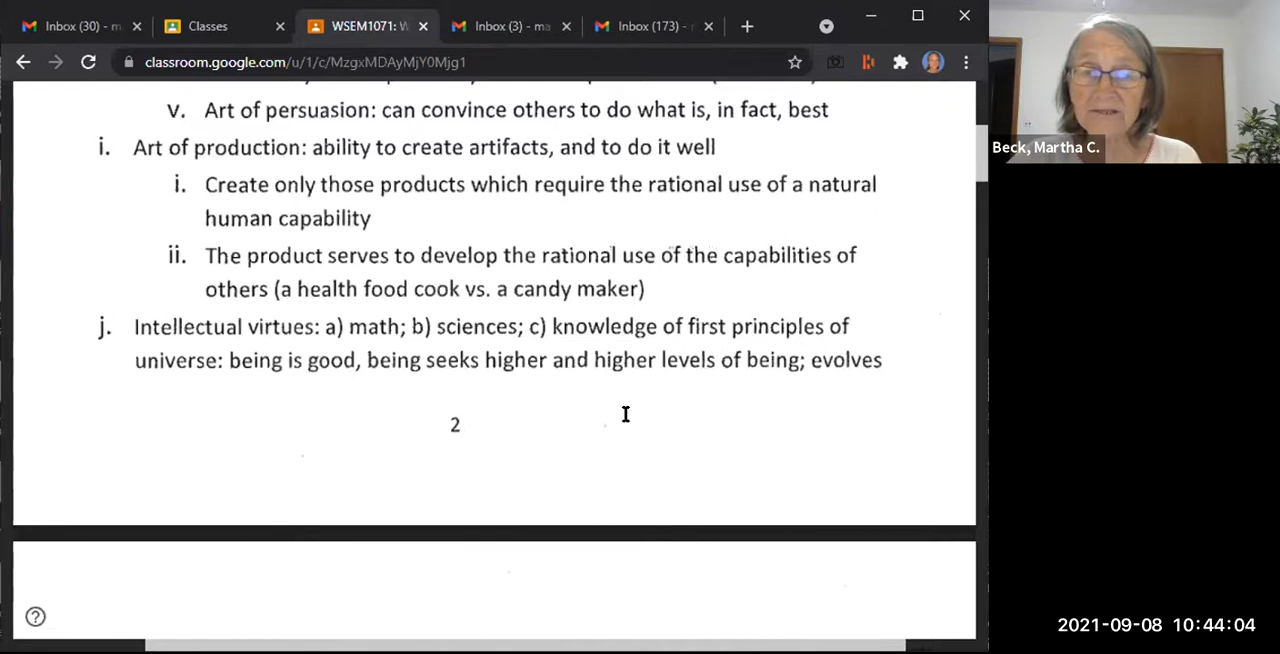 Inbox (30) - m
Classes
WSEM1071: W
Inbox (3) - ma
Inbox (173) -
classroom.google.com/u/1/c/MzgxMDAyMjY0Mjg1
v. Art of persuasion: can convince others to do what is, in fact, best
i. Art of production: ability to create artifacts, and to do it well
i. Create only those products which require the rational use of a natural
human capability
ii. The product serves to develop the rational use of the capabilities of
others (a health food cook vs. a candy maker)
j. Intellectual virtues: a) math; b) sciences; c) knowledge of first principles of
universe: being is good, being seeks higher and higher levels of being; evolves
2
Beck, Martha C.
2021-09-08 10:44:04